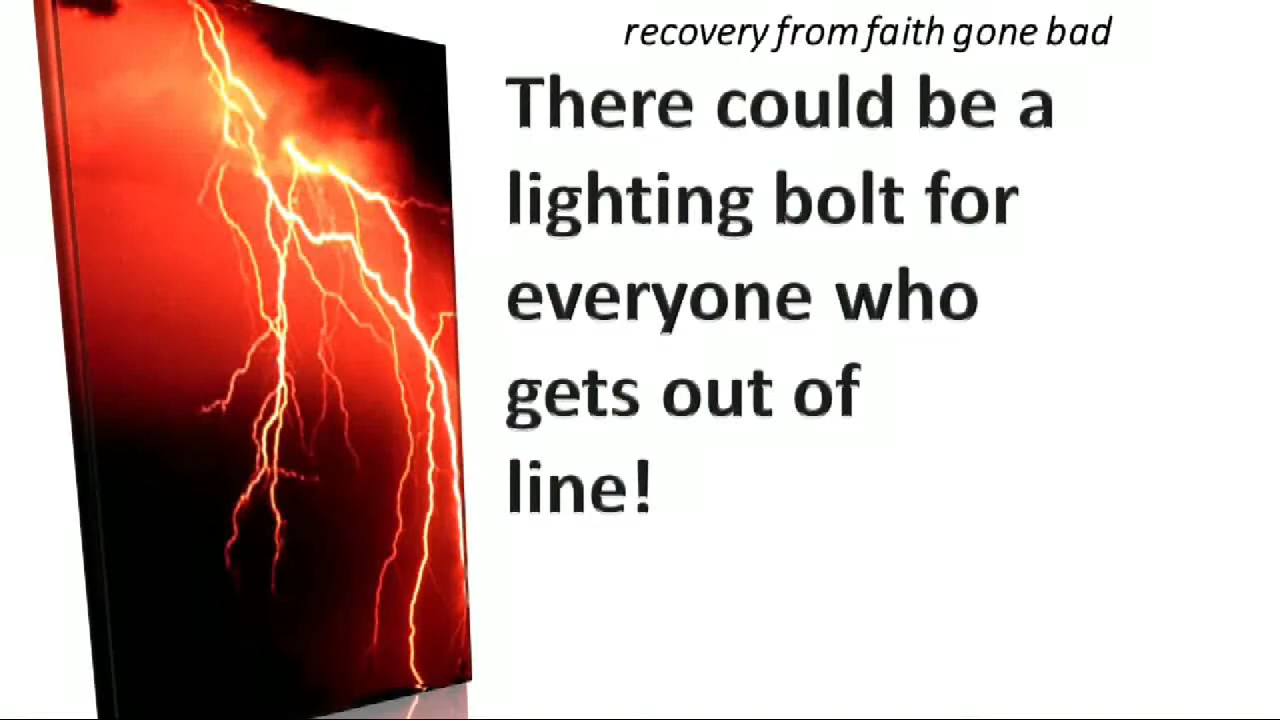 recovery from faith gone bad
There could be a
lighting bolt for
everyone who
gets out of
line!